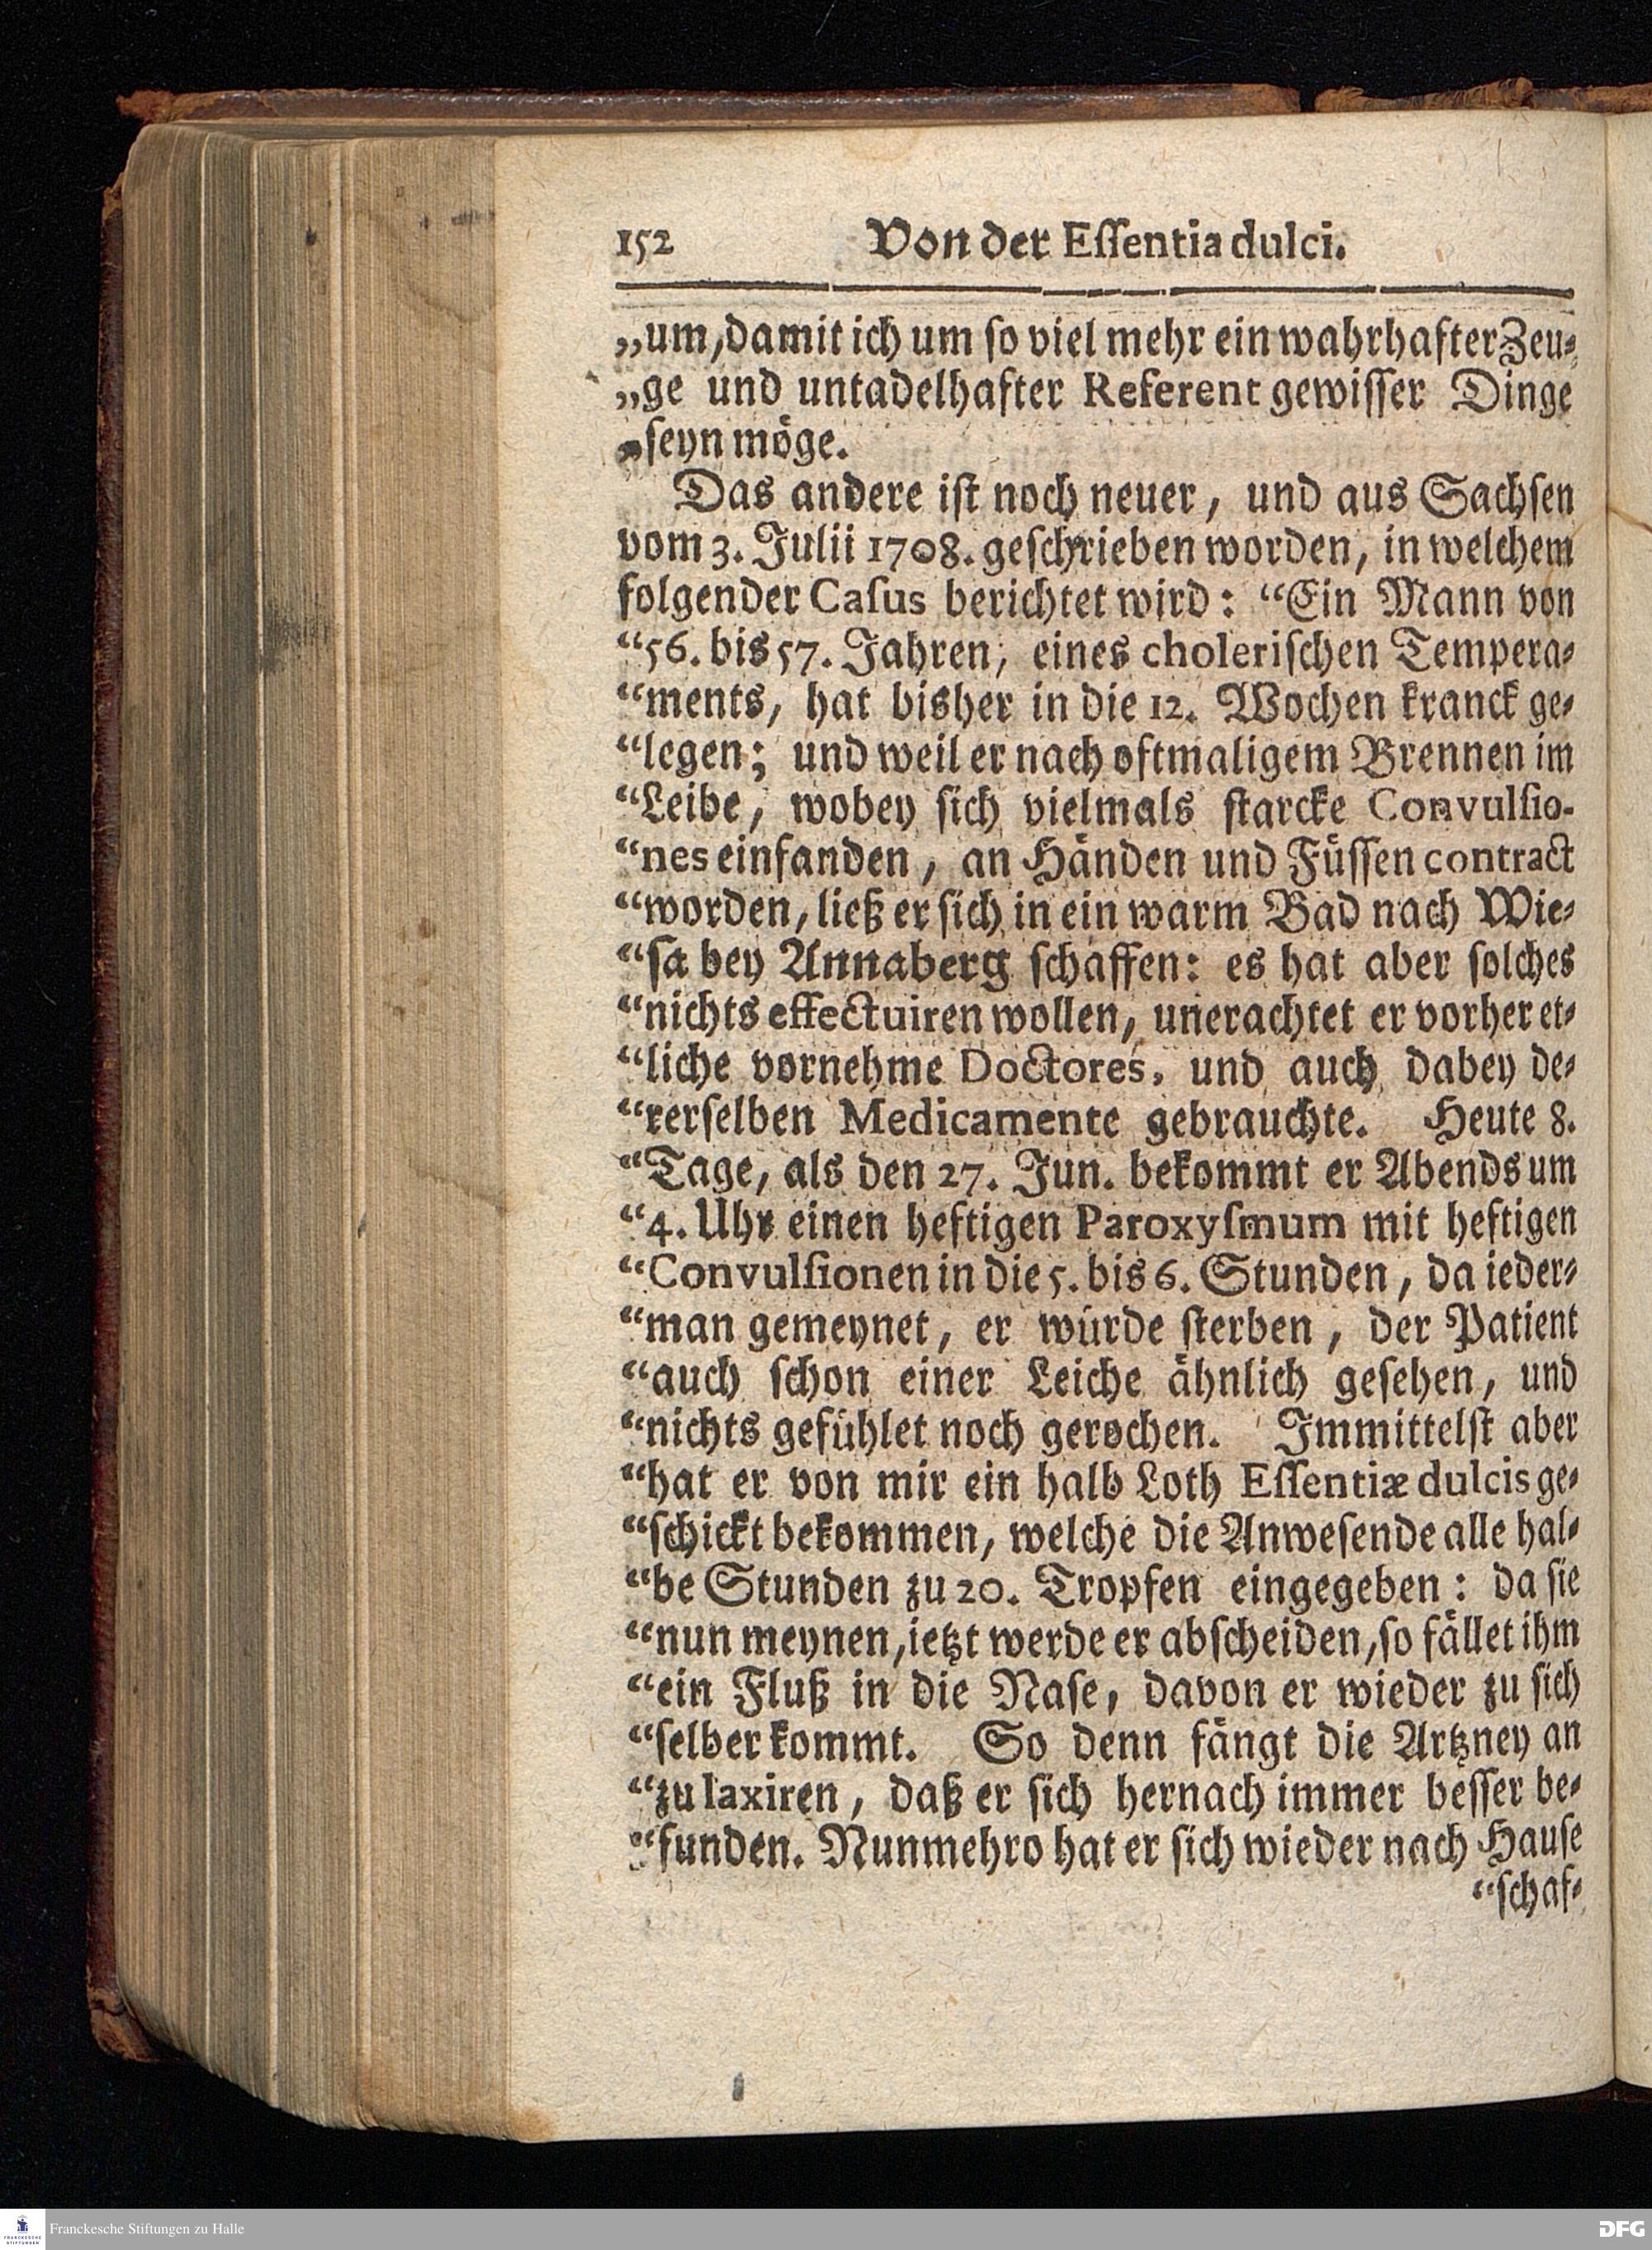 152 Von der Eſſentia dulci.
„um, damit ich um ſo viel mehr ein wahrhafter Zeu⸗
„ge und untadelhafter Referent gewiſſer Dinge
„ſeyn möge.
Das andere iſt noch neuer, und aus Sachſen
vom 3. Julii 1708. geſchrieben worden, in welchem
folgender Caſus berichtet wird: “Ein Mann von
“56. bis 57. Jahren, eines choleriſchen Tempera⸗
“ments, hat bisher in die 12. Wochen kranck ge⸗
“legen; und weil er nach oftmaligem Brennen im
“Leibe, wobey ſich vielmals ſtarcke Convulſio-
“nes einfanden, an Händen und Füſſen contract
“worden, ließ er ſich in ein warm Bad nach Wie⸗
“ſa bey Annaberg ſchaffen: es hat aber ſolches
“nichts effectuiren wollen, unerachtet er vorher et⸗
“liche vornehme Doctores, und auch dabey de⸗
“rerſelben Medicamente gebrauchte. Heute 8.
“Tage, als den 27. Jun. bekommt er Abends um
“4. Uhr einen heftigen Paroxyſmum mit heftigen
“Convulſionen in die 5. bis 6. Stunden, da ieder⸗
“man gemeynet, er würde ſterben, der Patient
“auch ſchon einer Leiche ähnlich geſehen, und
“nichts gefühlet noch gerochen. Immittelſt aber
“hat er von mir ein halb Loth Eſſentiæ dulcis ge⸗
“ſchickt bekommen, welche die Anweſende alle hal⸗
“be Stunden zu 20. Tropfen eingegeben: da ſie
“nun meynen, ietzt werde er abſcheiden, ſo fället ihm
“ein Fluß in die Naſe, davon er wieder zu ſich
“ſelber kommt. So denn fängt die Artzney an
“zu laxiren, daß er ſich hernach immer beſſer be⸗
“funden. Nunmehro hat er ſich wieder nach Hauſe
“ſchaf⸗
Franckesche Stiftungen zu Halle
DFG